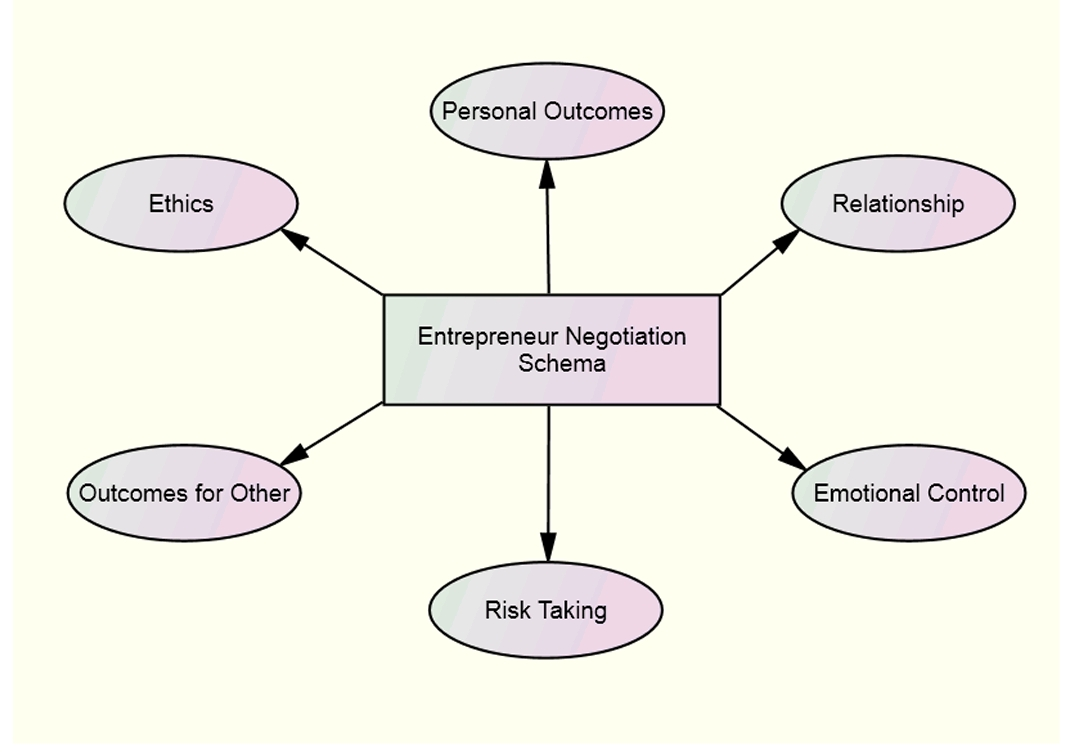 Personal Outcomes
Ethics
Relationship
Entrepreneur Negotiation
Schema
Outcomes for Other
Emotional Control
Risk Taking